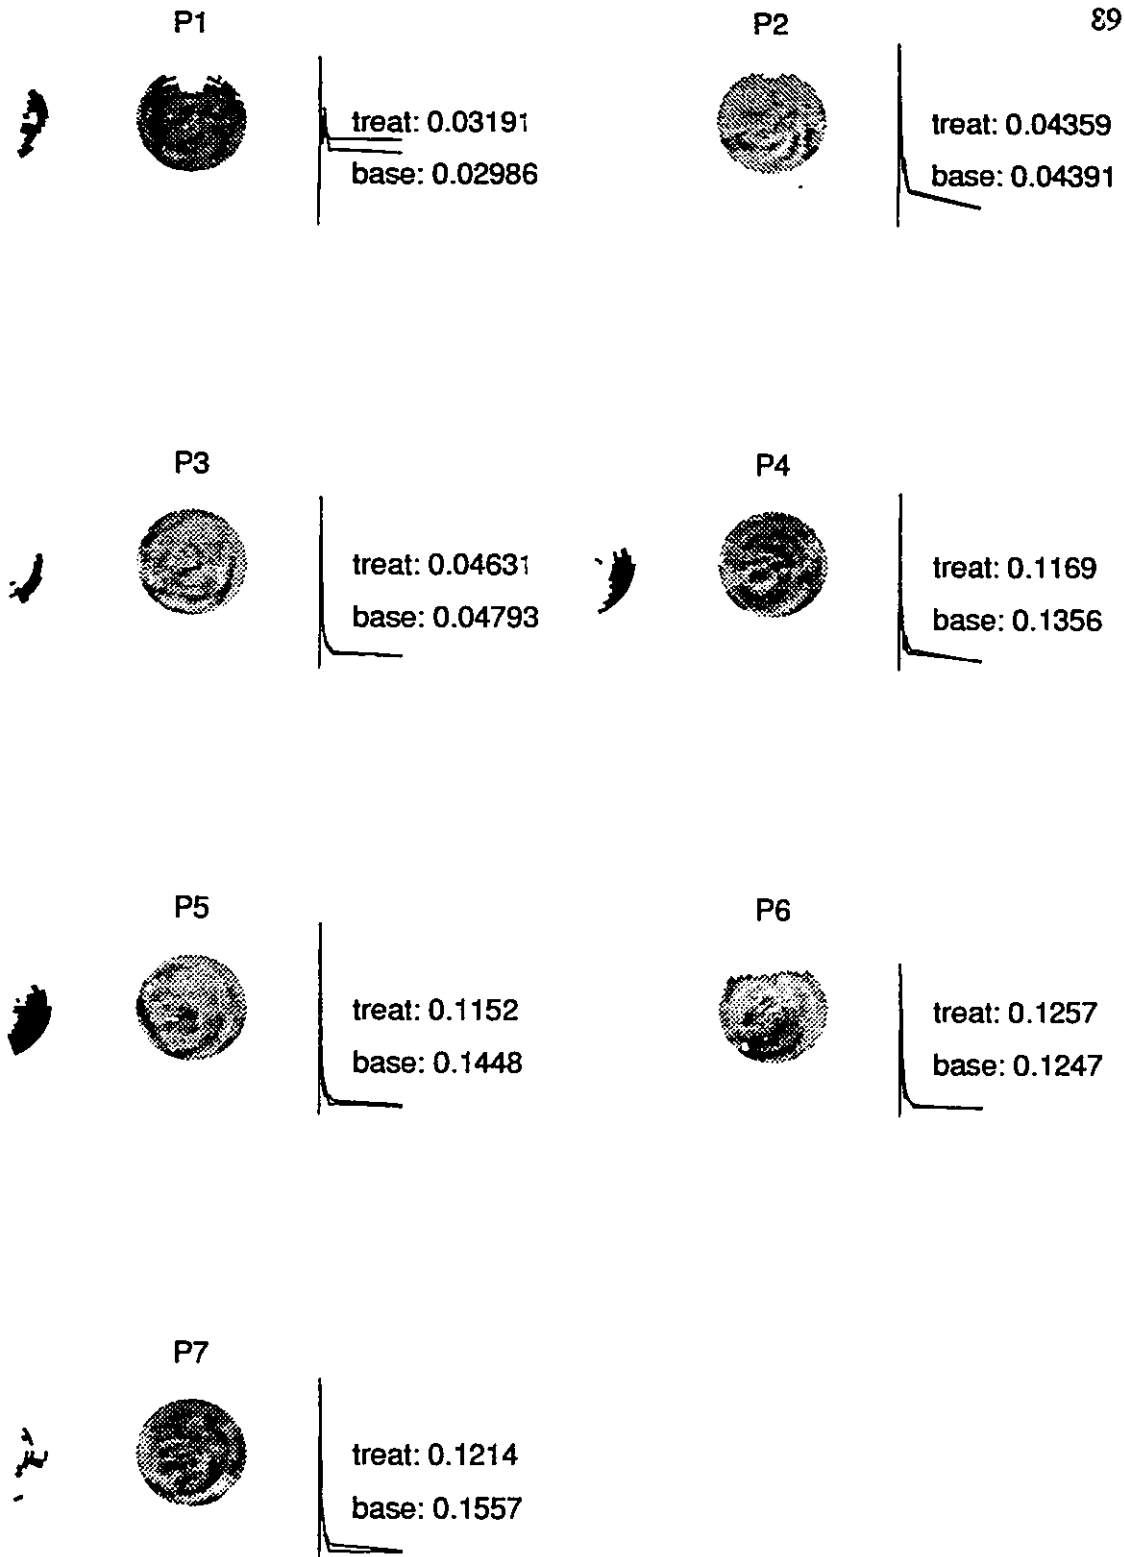 89
P1
treat: 0.03191
base: 0.02986
P2
treat: 0.04359
base: 0.04391
P3
treat: 0.04631
base: 0.04793
P4
treat: 0.1169
base: 0.1356
P5
treat: 0.1152
base: 0.1448
P6
treat: 0.1257
base: 0.1247
P7
treat: 0.1214
base: 0.1557